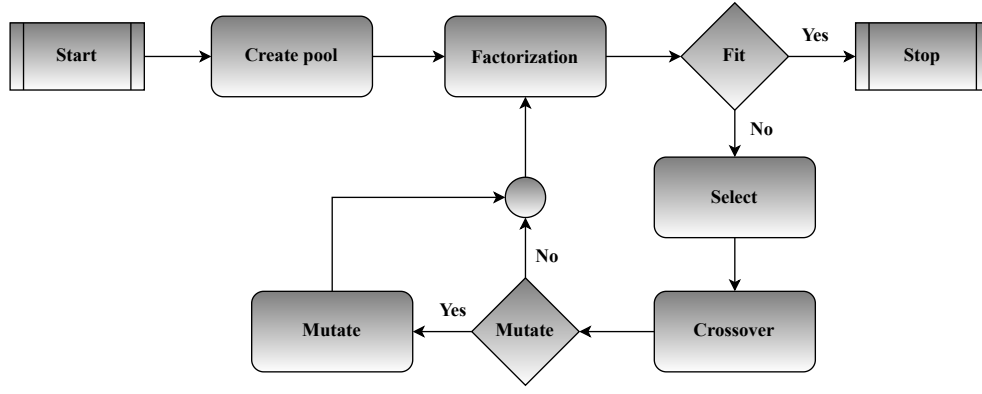 Start
Create pool
Factorization
Fit
Yes
Stop
No
Select
No
Yes
Mutate
Mutate
Crossover